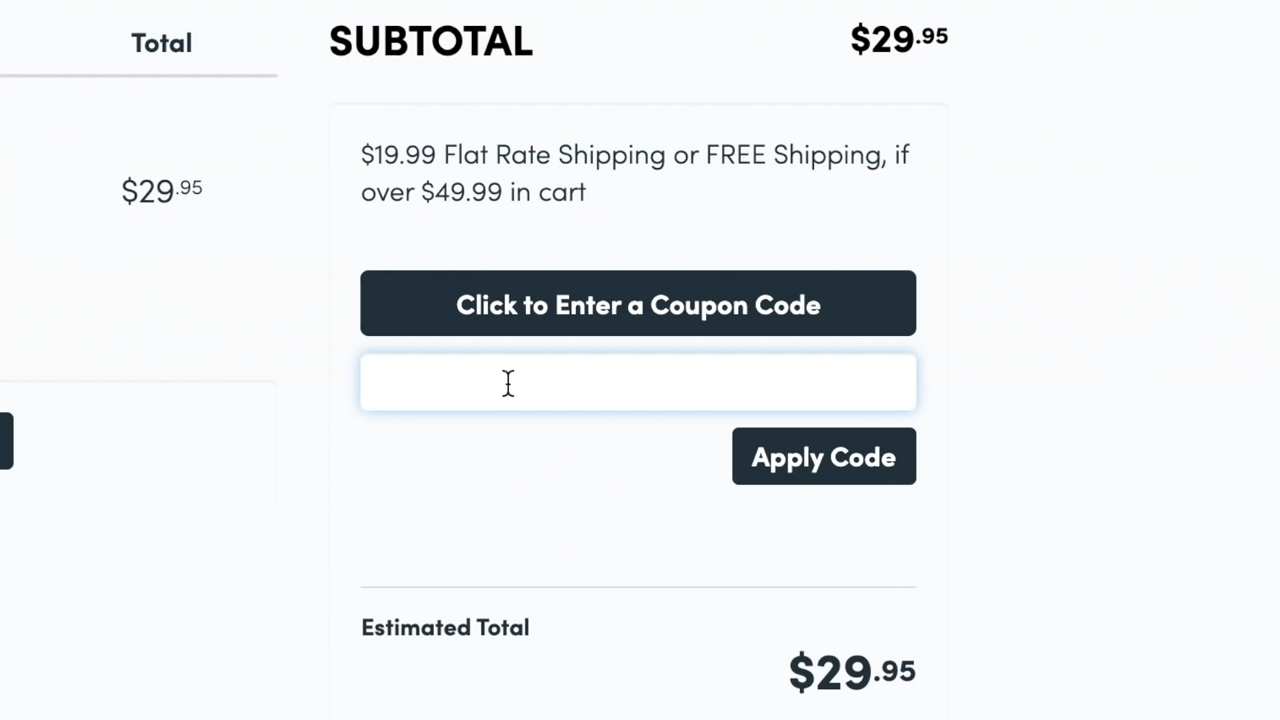 Total
$29.95
SUBTOTAL
$29.95
$19.99 Flat Rate Shipping or FREE Shipping, if
over $49.99 in cart
Click to Enter a Coupon Code
Apply Code
Estimated Total
$29.95